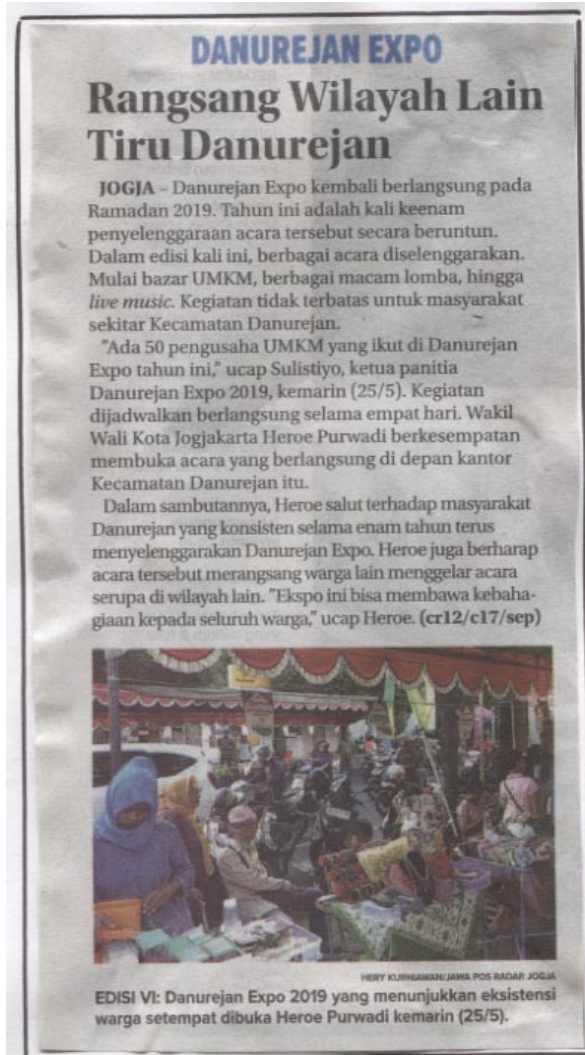 DANUREJAN EXPO
Rangsang Wilayah Lain
Tiru Danurejan
JOGJA – Danurejan Expo kembali berlangsung pada
Ramadan 2019. Tahun ini adalah kali keenam
penyelenggaraan acara tersebut secara beruntun.
Dalam edisi kali ini, berbagai acara diselenggarakan.
Mulai bazar UMKM, berbagai macam lomba, hingga
live music. Kegiatan tidak terbatas untuk masyarakat
sekitar Kecamatan Danurejan.
"Ada 50 pengusaha UMKM yang ikut di Danurejan
Expo tahun ini," ucap Sulistiyo, ketua panitia
Danurejan Expo 2019, kemarin (25/5). Kegiatan
dijadwalkan berlangsung selama empat hari. Wakil
Wali Kota Jogjakarta Heroe Purwadi berkesempatan
membuka acara yang berlangsung di depan kantor
Kecamatan Danurejan itu.
Dalam sambutannya, Heroe salut terhadap masyarakat
Danurejan yang konsisten selama enam tahun terus
menyelenggarakan Danurejan Expo. Heroe juga berharap
acara tersebut merangsang warga lain menggelar acara
serupa di wilayah lain. "Ekspo ini bisa membawa kebaha-
giaan kepada seluruh warga," ucap Heroe. (cr12/c17/sep)
HERY KURNIAWAN/JAWA POS RADAR JOGJA
EDISI VI: Danurejan Expo 2019 yang menunjukkan eksistensi
warga setempat dibuka Heroe Purwadi kemarin (25/5).